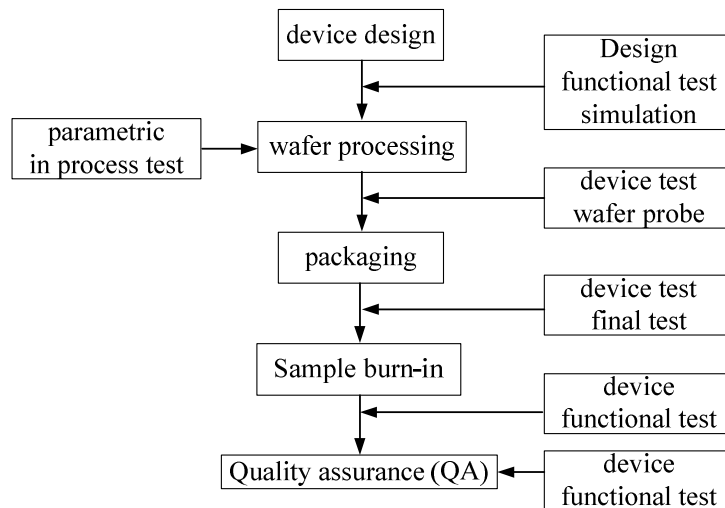 device design
Design
functional test
simulation
parametric
in process test
wafer processing
device test
wafer probe
packaging
device test
final test
Sample burn-in
device
functional test
Quality assurance (QA)
device
functional test